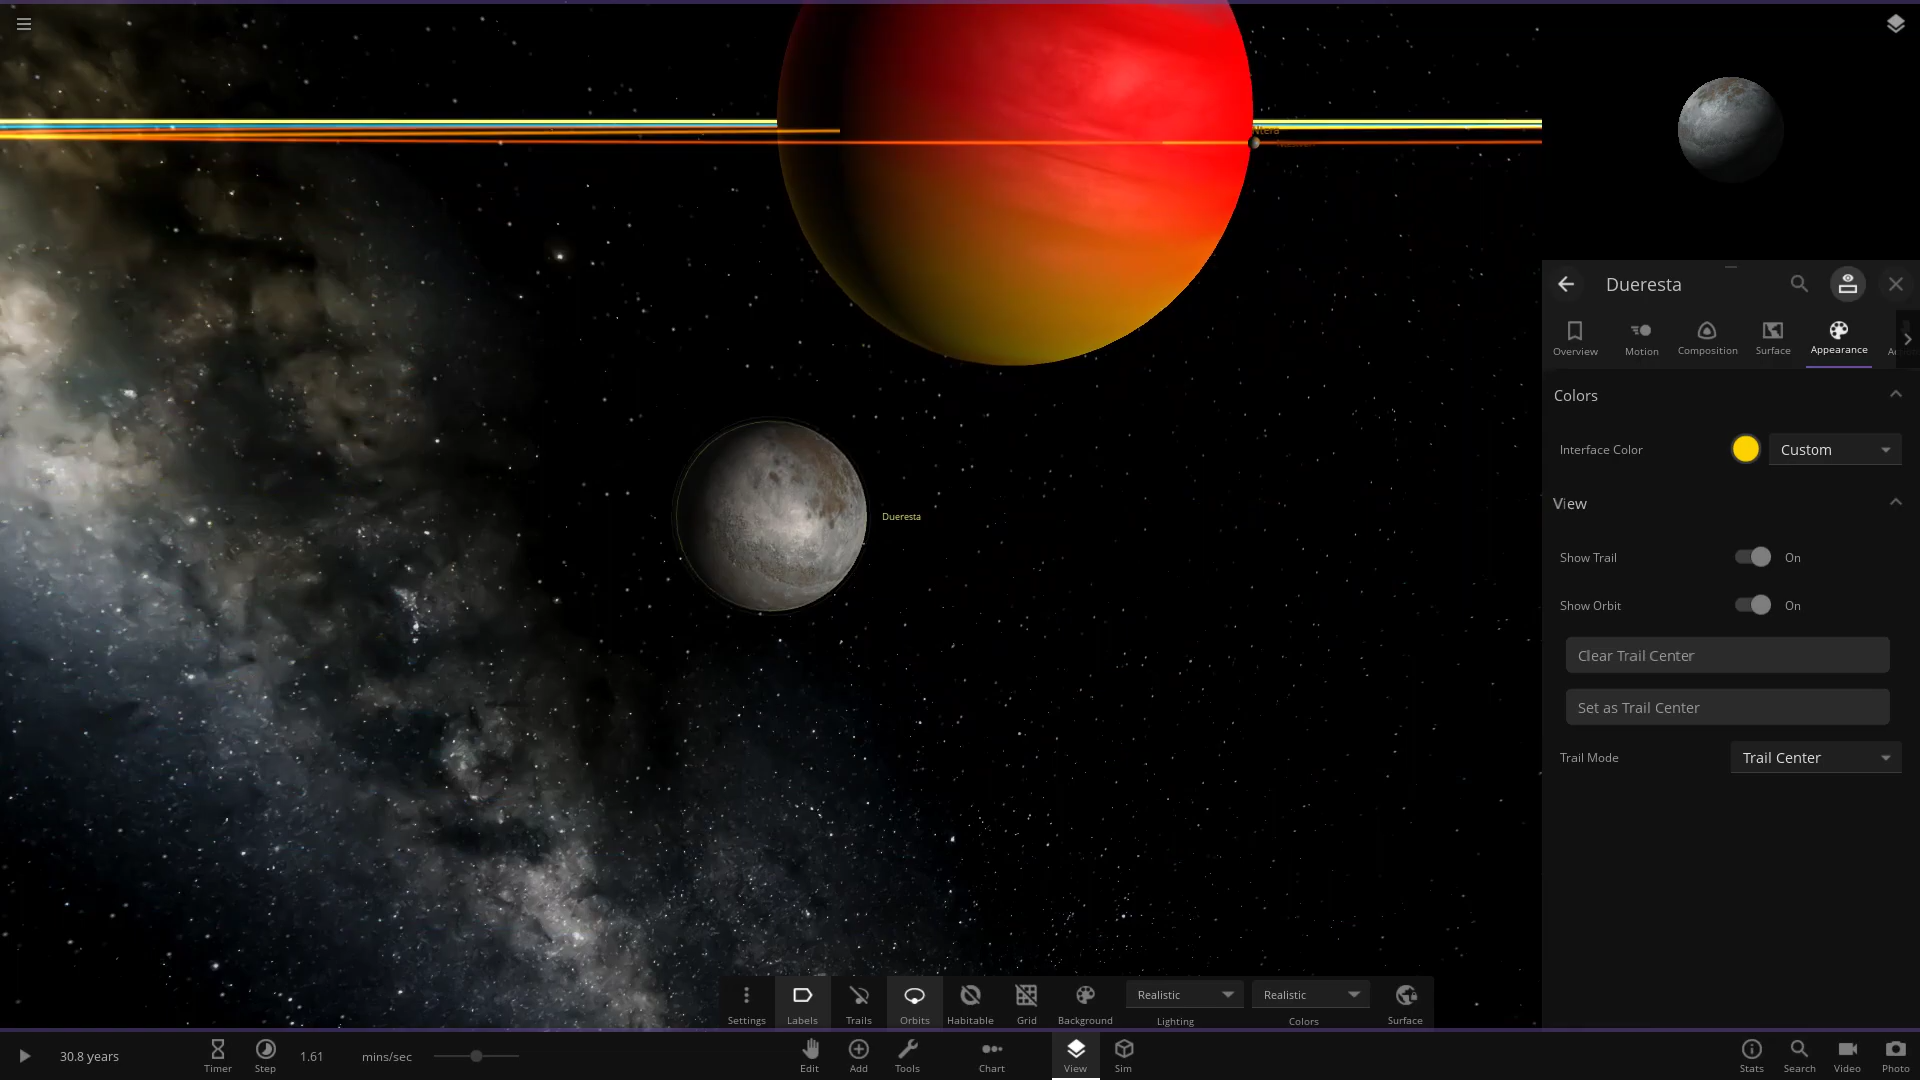 Dueresta
Overview
Motion
Composition
Surface
Appearance
Colors
Interface Color
Custom
View
Show Trail
On
Show Orbit
On
Clear Trail Center
Set as Trail Center
Trail Mode
Trail Center
Dueresta
Realistic
Realistic
Settings
Labels
Trails
Orbits
Habitable
Grid
Background
Lighting
Colors
Surface
30.8 years
Timer
Step
1.61
mins/sec
Edit
Add
Tools
Chart
View
Sim
Stats
Search
Video
Photo